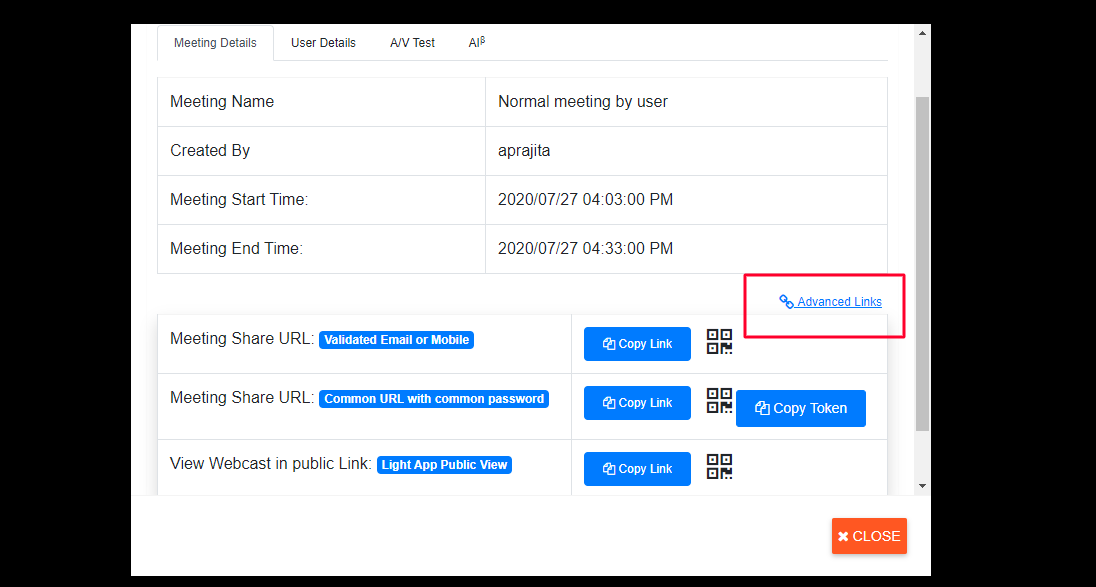 Meeting Details User Details A/V Test AIᵝ
Meeting Name Normal meeting by user
Created By aprajita
Meeting Start Time: 2020/07/27 04:03:00 PM
Meeting End Time: 2020/07/27 04:33:00 PM
Advanced Links
Meeting Share URL: Validated Email or Mobile Copy Link
Meeting Share URL: Common URL with common password Copy Link Copy Token
View Webcast in public Link: Light App Public View Copy Link
CLOSE